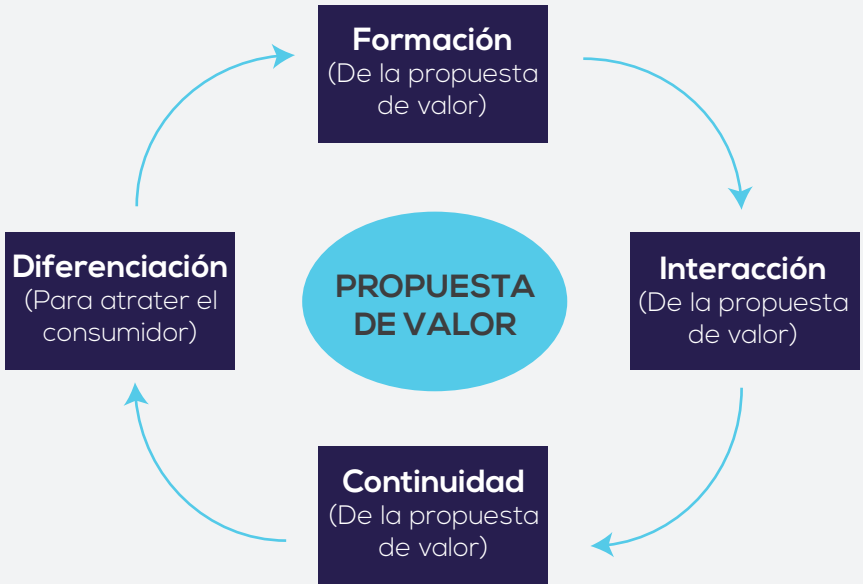 Formación
(De la propuesta
de valor)
Diferenciación
(Para atrater el
consumidor)
PROPUESTA
DE VALOR
Interacción
(De la propuesta
de valor)
Continuidad
(De la propuesta
de valor)